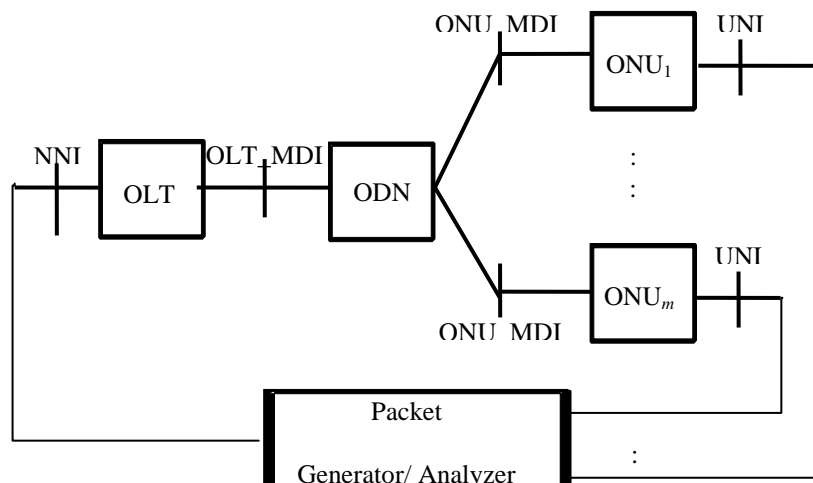 ONU_MDI
UNI
ONU₁
NNI
OLT_MDI
:
:
OLT
ODN
UNI
ONUₘ
ONU_MDI
Packet
:
Generator/ Analyzer